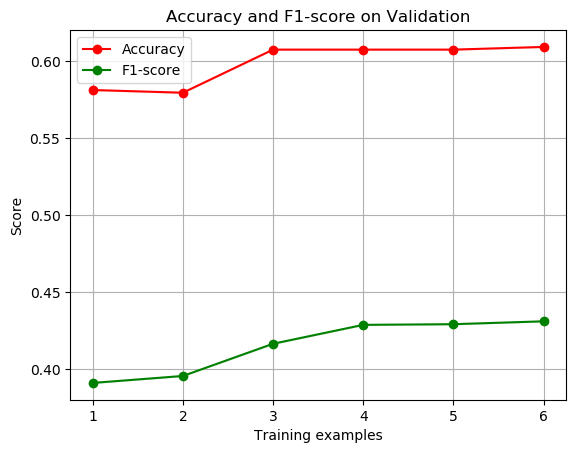 Accuracy and F1-score on Validation
Accuracy
F1-score
0.60
0.55
0.50
0.45
0.40
Score
1 2 3 4 5 6
Training examples